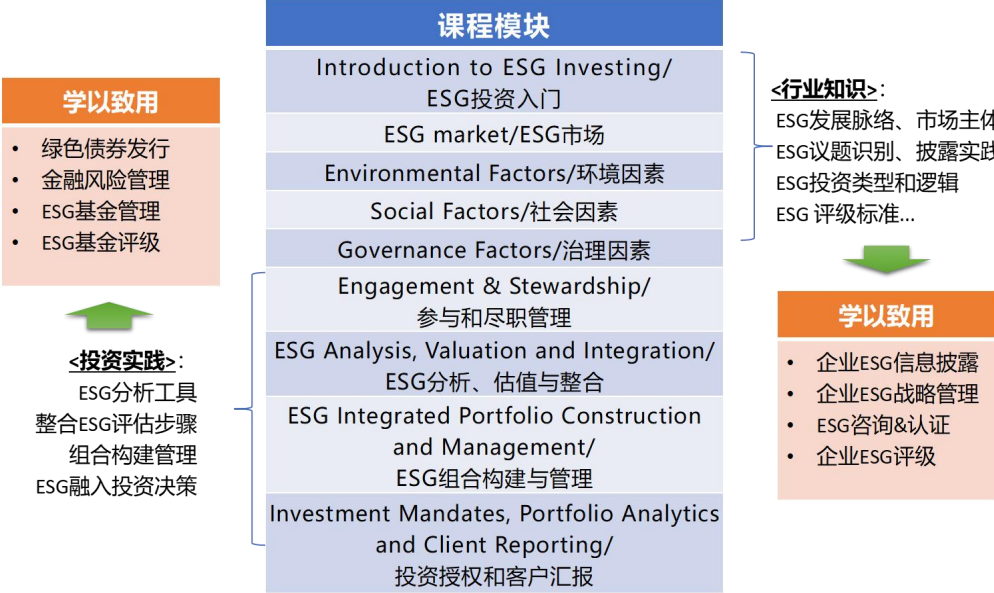 课程模块
Introduction to ESG Investing/
ESG投资入门
ESG market/ESG市场
Environmental Factors/环境因素
Social Factors/社会因素
Governance Factors/治理因素
Engagement & Stewardship/
参与和尽职管理
ESG Analysis, Valuation and Integration/
ESG分析、估值与整合
ESG Integrated Portfolio Construction
and Management/
ESG组合构建与管理
Investment Mandates, Portfolio Analytics
and Client Reporting/
投资授权和客户汇报
学以致用
• 绿色债券发行
• 金融风险管理
• ESG基金管理
• ESG基金评级
<投资实践>:
ESG分析工具
整合ESG评估步骤
组合构建管理
ESG融入投资决策
<行业知识>:
ESG发展脉络、市场主体
ESG议题识别、披露实践
ESG投资类型和逻辑
ESG 评级标准...
学以致用
• 企业ESG信息披露
• 企业ESG战略管理
• ESG咨询&认证
• 企业ESG评级